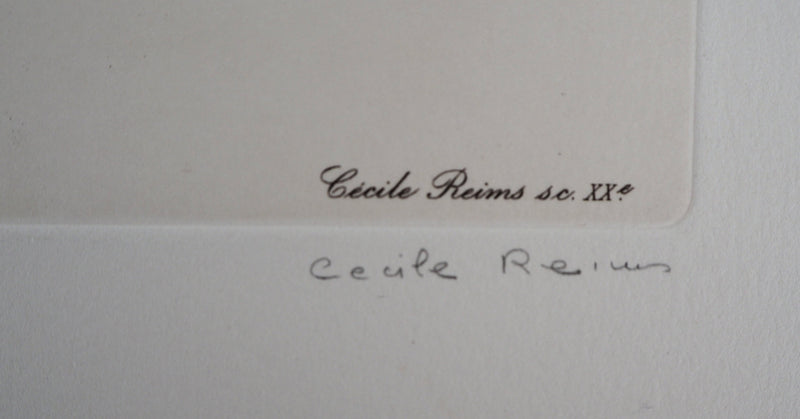 Cécile Reims sc. XXe.
Cecile Reims